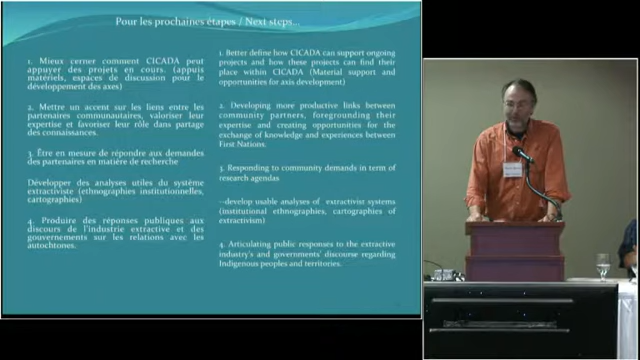 Pour les prochaines étapes / Next steps...
1. Mieux cerner comment CICADA peut
appuyer des projets en cours. (appuis
matériels, espaces de discussion pour le
développement des axes)
2. Mettre un accent sur les liens entre les
partenaires communautaires, valoriser leur
expertise et favoriser leur rôle dans partage
des connaissances.
3. Être en mesure de répondre aux demandes
des partenaires en matière de recherche
Développer des analyses utiles du système
extractiviste (ethnographies institutionnelles,
cartographies)
4. Produire des réponses publiques aux
discours de l'industrie extractive et des
gouvernements sur les relations avec les
autochtones.
1. Better define how CICADA can support ongoing
projects and how these projects can find their
place within CICADA (Material support and
opportunities for axis development)
2. Developing more productive links between
community partners, foregrounding their
expertise and creating opportunities for the
exchange of knowledge and experiences between
First Nations.
3. Responding to community demands in term of
research agendas
--develop usable analyses of extractivist systems
(institutional ethnographies, cartographies of
extractivism)
4. Articulating public responses to the extractive
industry's and governments' discourse regarding
Indigenous peoples and territories.